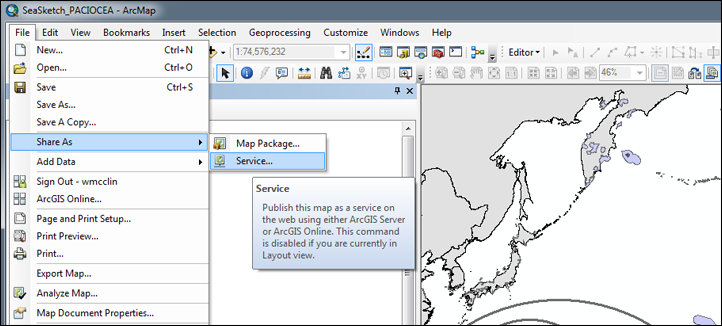 SeaSketch_PACIOCEA - ArcMap
File Edit View Bookmarks Insert Selection Geoprocessing Customize Windows Help
New... Ctrl+N
1:74,576,232
Editor
Open... Ctrl+O
46%
Save Ctrl+S
Save As...
Save A Copy...
Share As
Map Package...
Add Data
Service...
Sign Out - wmcclin
Service
ArcGIS Online...
Publish this map as a service on
Page and Print Setup...
the web using either ArcGIS Server
or ArcGIS Online. This command
Print Preview...
is disabled if you are currently in
Print...
Layout view.
Export Map...
Analyze Map...
Map Document Properties...